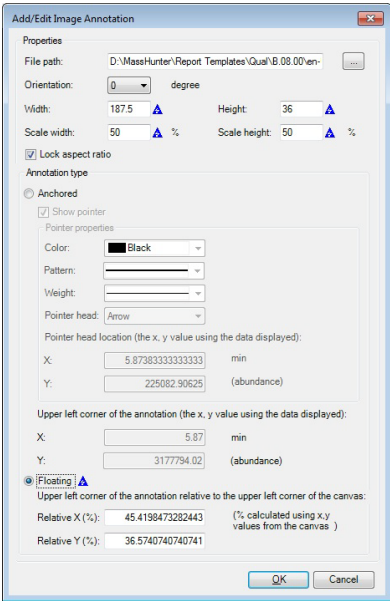 Add/Edit Image Annotation
Properties
File path: D:\MassHunter\Report Templates\Qual\B.08.00\en- ...
Orientation: 0 degree
Width: 187.5 Height: 36
Scale width: 50 % Scale height: 50 %
Lock aspect ratio
Annotation type
Anchored
Show pointer
Pointer properties
Color: Black
Pattern:
Weight:
Pointer head: Arrow
Pointer head location (the x, y value using the data displayed):
X: 5.87383333333333 min
Y: 225082.90625 (abundance)
Upper left corner of the annotation (the x, y value using the data displayed):
X: 5.87 min
Y: 3177794.02 (abundance)
Floating
Upper left corner of the annotation relative to the upper left corner of the canvas:
Relative X (%): 45.4198473282443 (% calculated using x,y
values from the canvas )
Relative Y (%): 36.5740740740741
OK Cancel